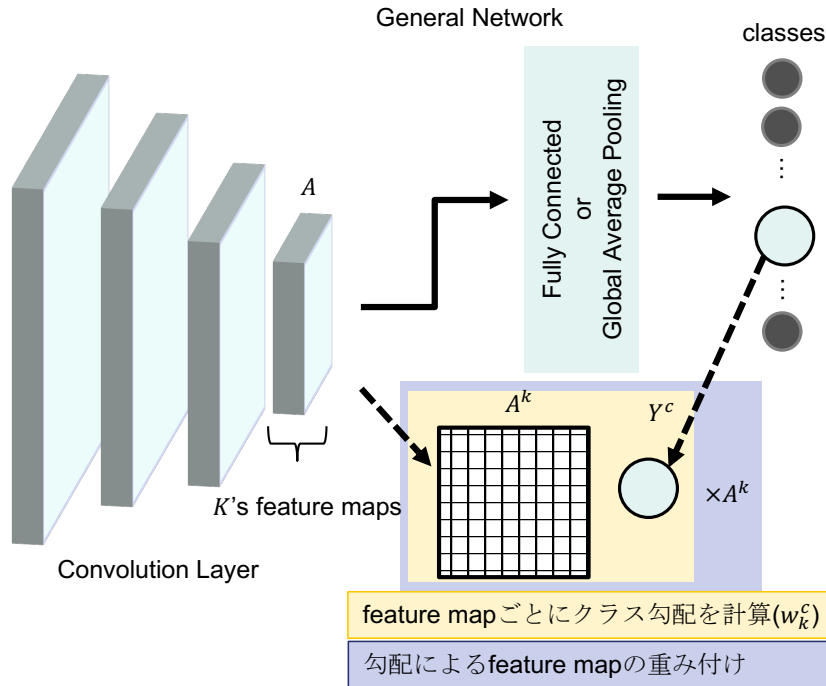 General Network
classes
A
Fully Connected
or
Global Average Pooling
⋮
⋮
A^k
Y^c
×A^k
K's feature maps
Convolution Layer
feature mapごとにクラス勾配を計算(w_k^c)
勾配によるfeature mapの重み付け